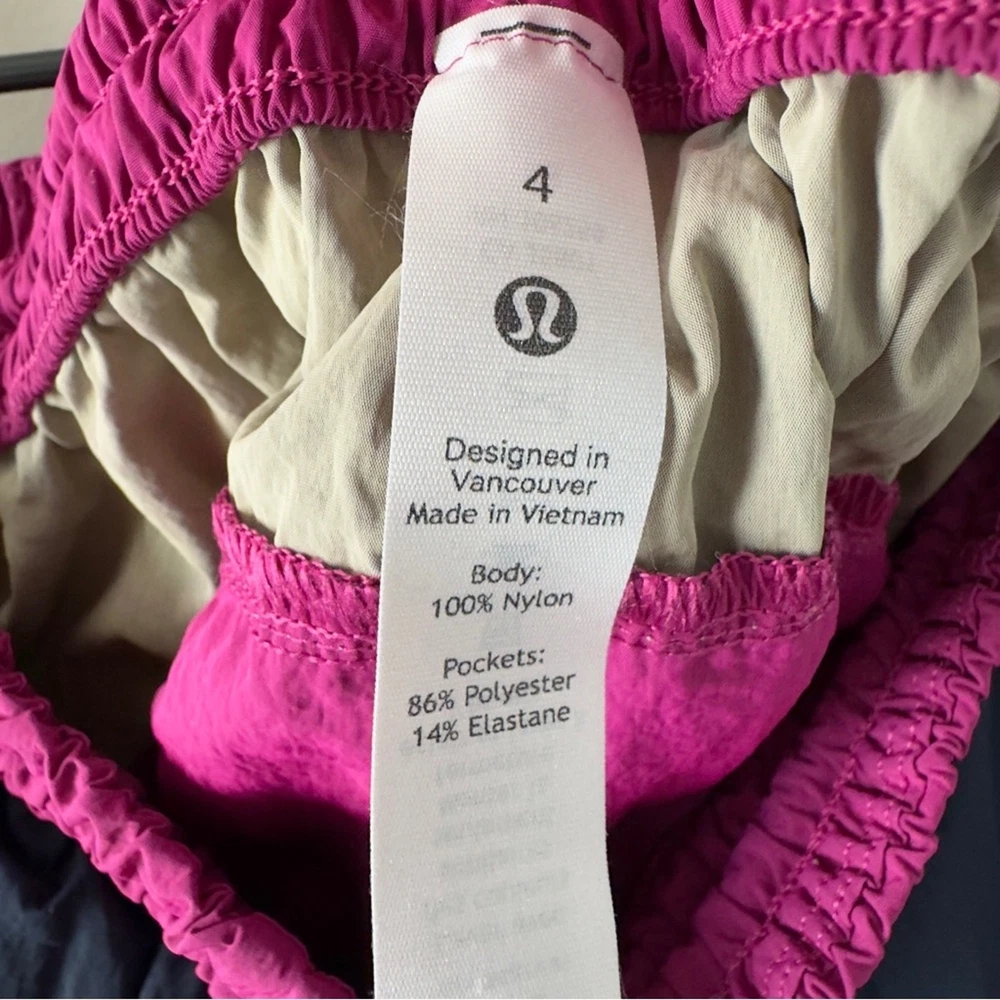 4
Designed in
Vancouver
Made in Vietnam
Body:
100% Nylon
Pockets:
86% Polyester
14% Elastane